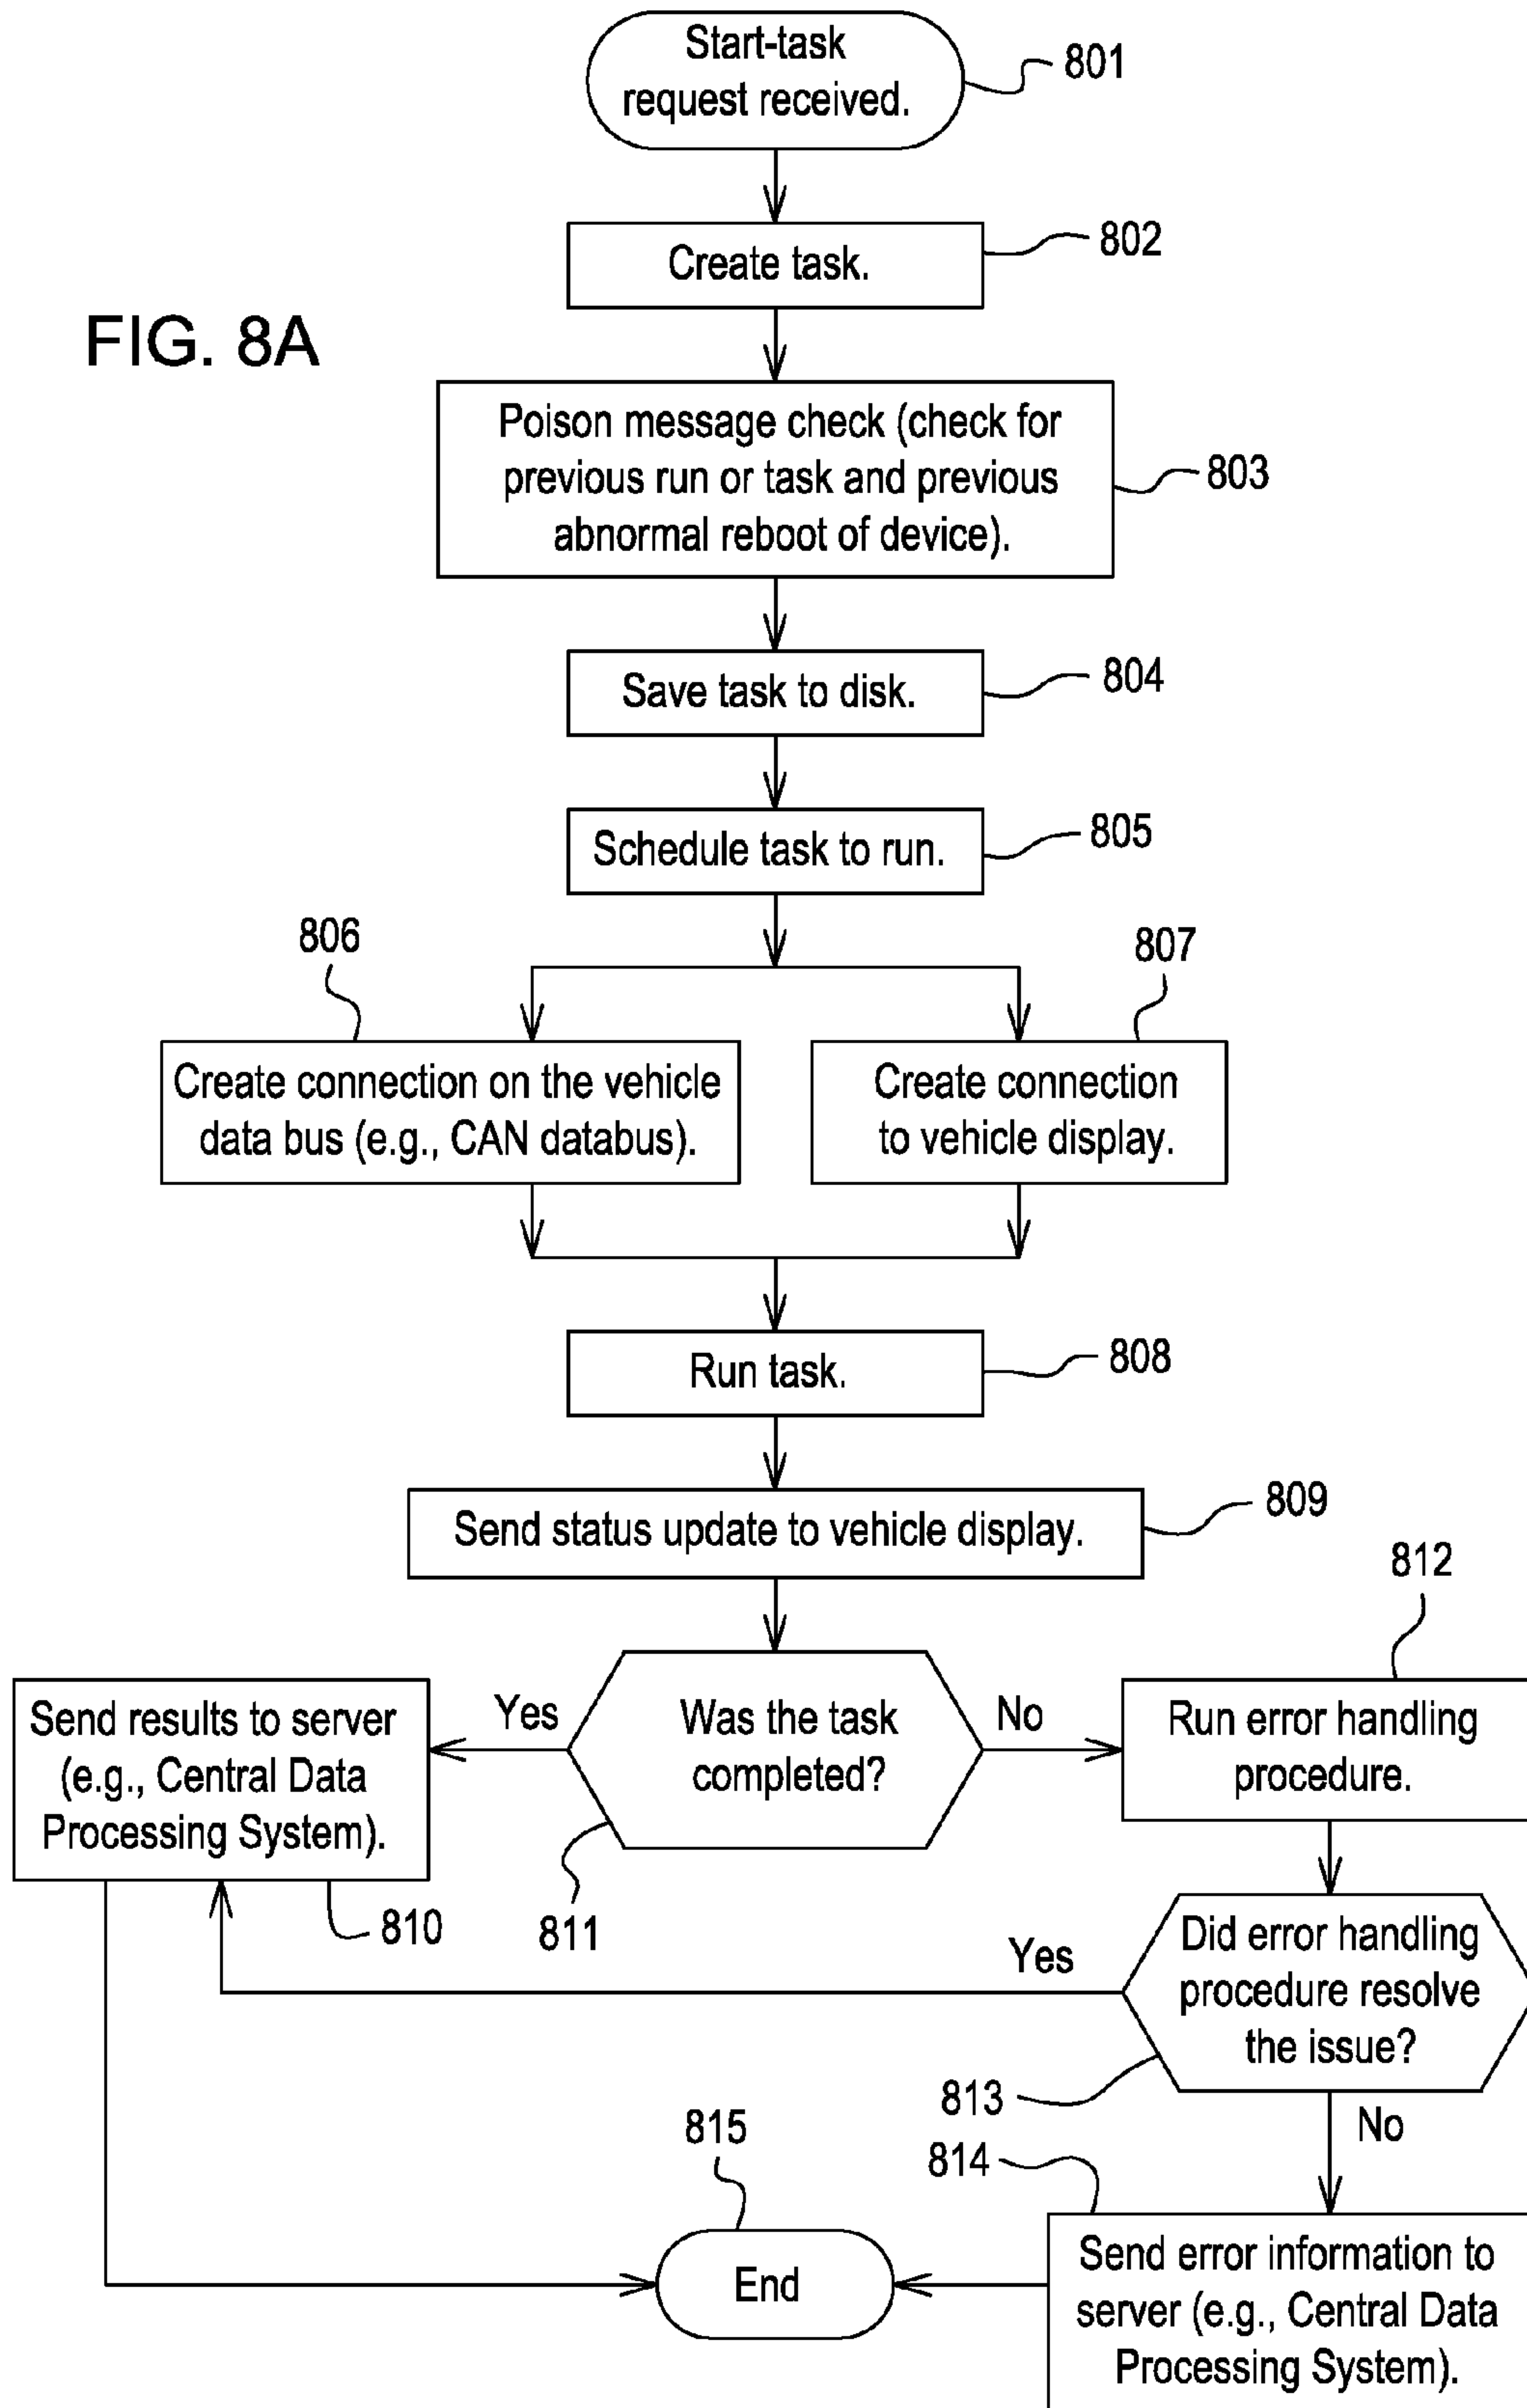 Start-task
request received.
801
Create task.
802
FIG. 8A
Poison message check (check for
previous run or task and previous
abnormal reboot of device).
803
Save task to disk.
804
Schedule task to run.
805
806
807
Create connection on the vehicle
data bus (e.g., CAN databus).
Create connection
to vehicle display.
Run task.
808
Send status update to vehicle display.
809
812
Send results to server
(e.g., Central Data
Processing System).
Yes
Was the task
completed?
No
Run error handling
procedure.
810
811
Yes
Did error handling
procedure resolve
the issue?
813
No
815
814
End
Send error information to
server (e.g., Central Data
Processing System).